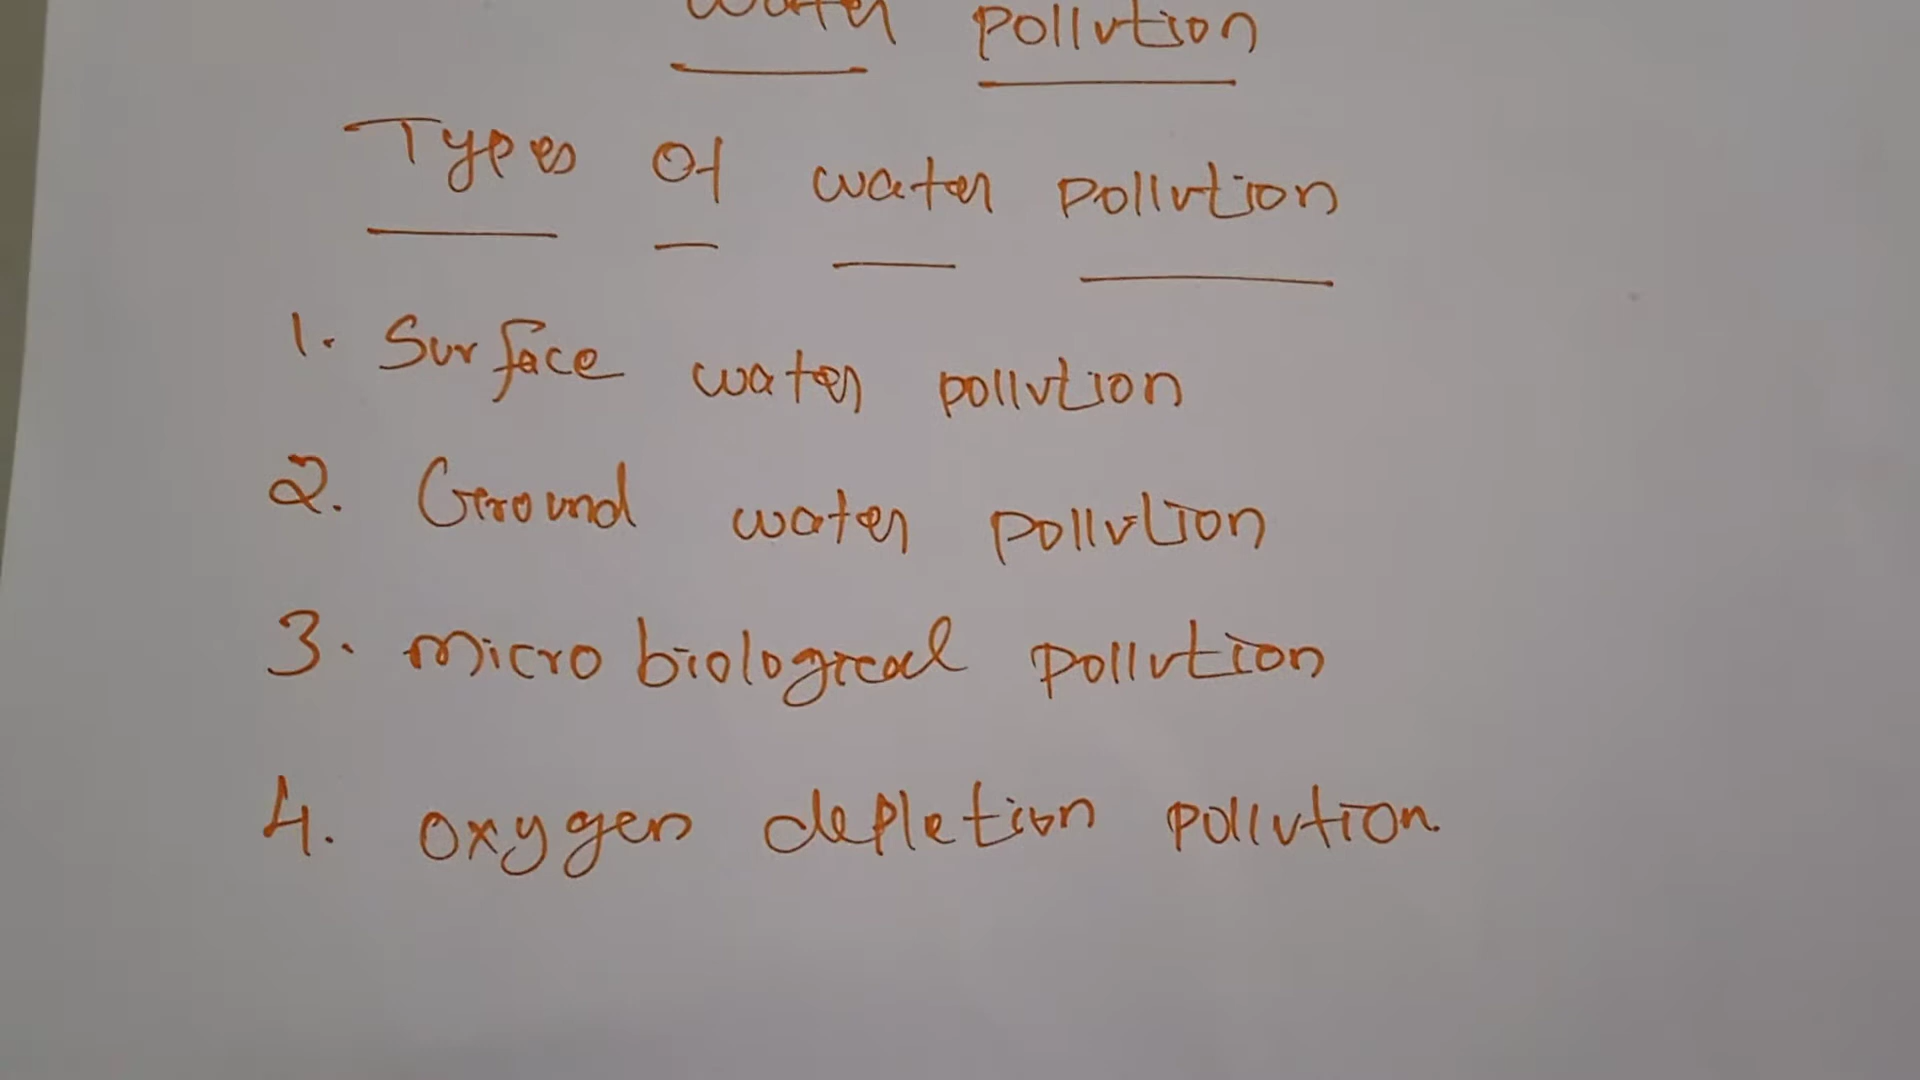 water pollution
Types of water pollution
1. Surface water pollution
2. Ground water pollution
3. micro biological pollution
4. oxygen depletion pollution.